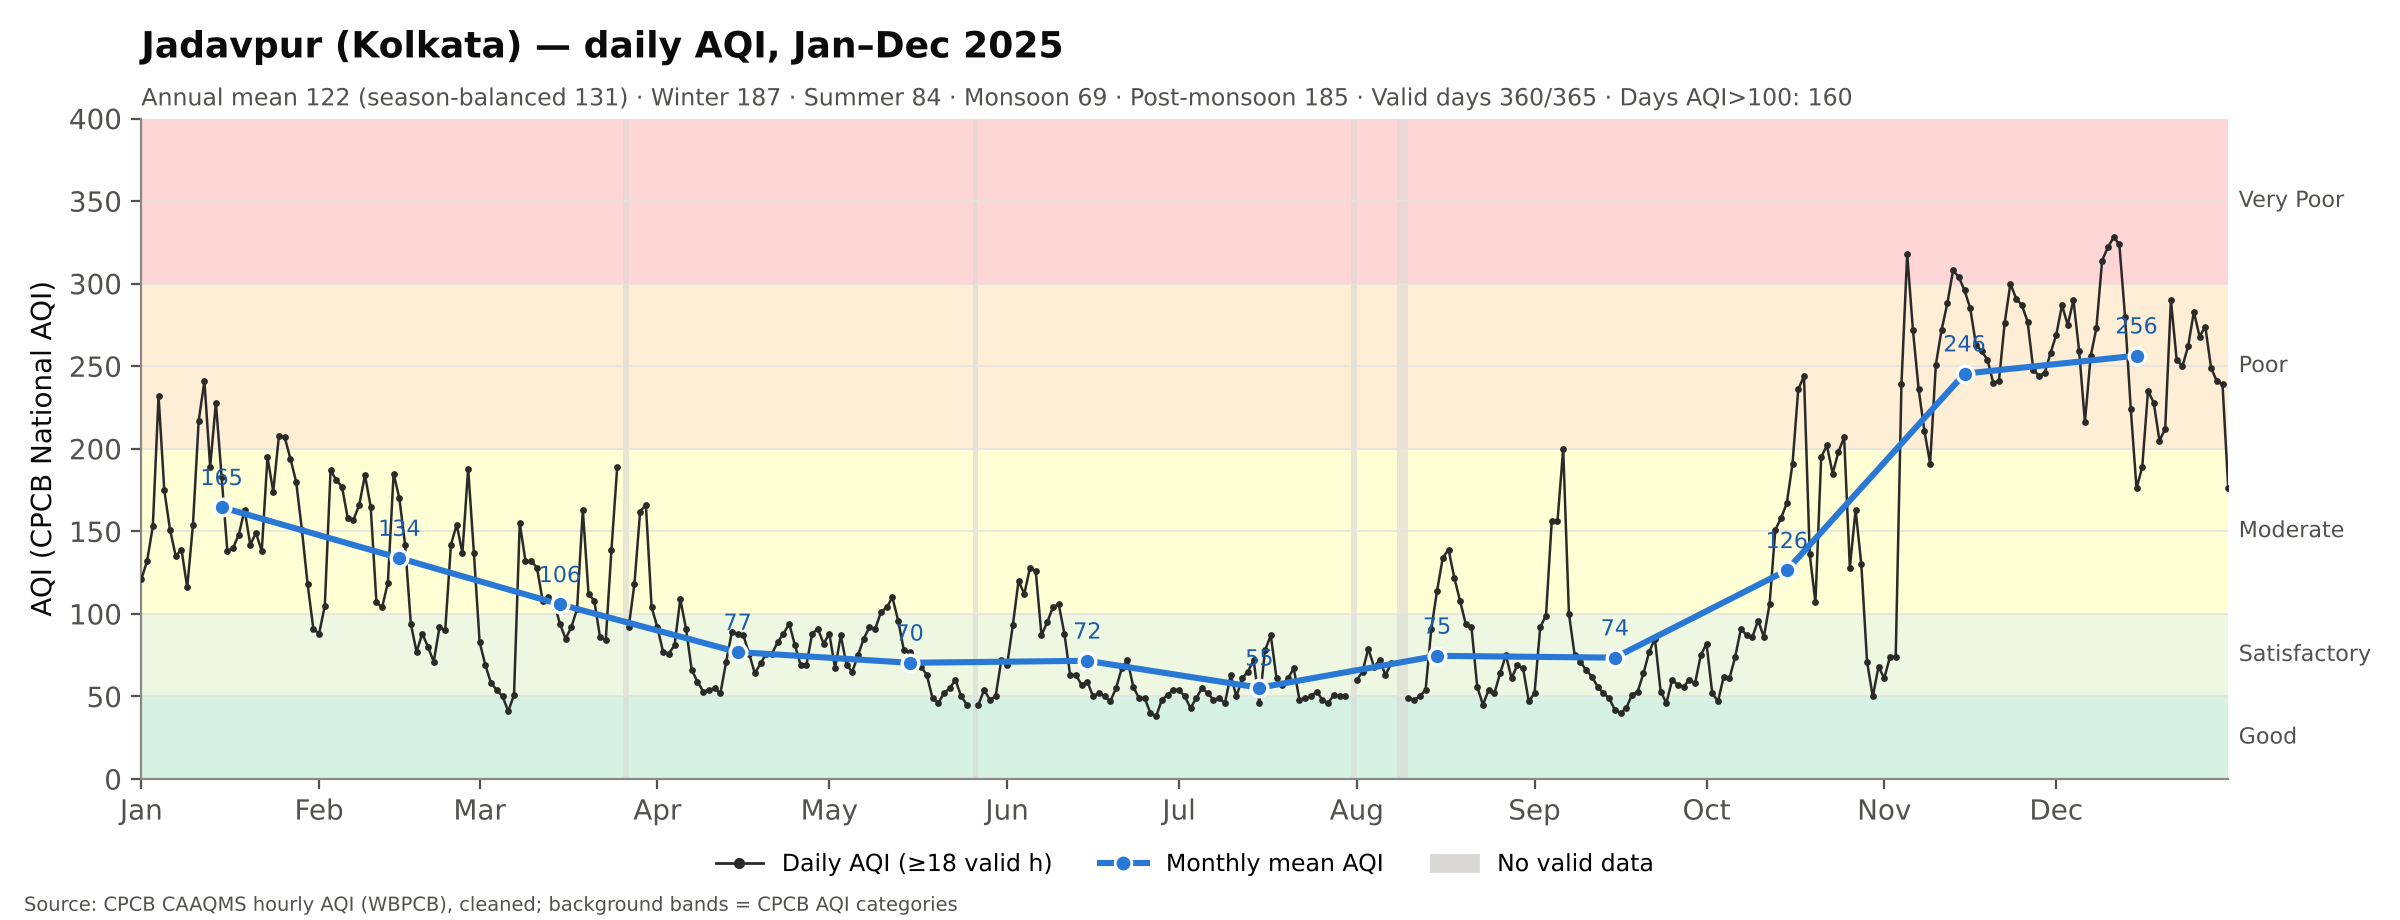 Jadavpur (Kolkata) — daily AQI, Jan–Dec 2025
Annual mean 122 (season-balanced 131) · Winter 187 · Summer 84 · Monsoon 69 · Post-monsoon 185 · Valid days 360/365 · Days AQI>100: 160
AQI (CPCB National AQI)
400
350
300
250
200
150
100
50
0
Very Poor
Poor
Moderate
Satisfactory
Good
165
134
106
77
70
72
55
75
74
126
246
256
Jan Feb Mar Apr May Jun Jul Aug Sep Oct Nov Dec
Daily AQI (≥18 valid h) Monthly mean AQI No valid data
Source: CPCB CAAQMS hourly AQI (WBPCB), cleaned; background bands = CPCB AQI categories